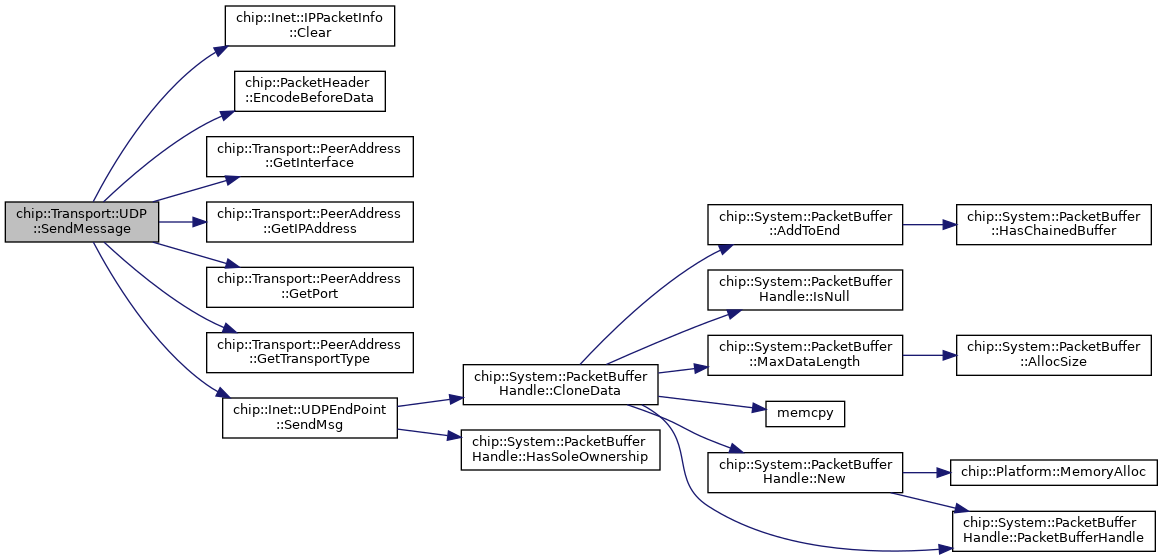 chip::Inet::IPPacketInfo
::Clear
chip::PacketHeader
::EncodeBeforeData
chip::Transport::PeerAddress
::GetInterface
chip::Transport::UDP
::SendMessage
chip::Transport::PeerAddress
::GetIPAddress
chip::Transport::PeerAddress
::GetPort
chip::Transport::PeerAddress
::GetTransportType
chip::Inet::UDPEndPoint
::SendMsg
chip::System::PacketBuffer
Handle::CloneData
chip::System::PacketBuffer
Handle::HasSoleOwnership
chip::System::PacketBuffer
::AddToEnd
chip::System::PacketBuffer
Handle::IsNull
chip::System::PacketBuffer
::MaxDataLength
memcpy
chip::System::PacketBuffer
Handle::New
chip::System::PacketBuffer
::HasChainedBuffer
chip::System::PacketBuffer
::AllocSize
chip::Platform::MemoryAlloc
chip::System::PacketBuffer
Handle::PacketBufferHandle